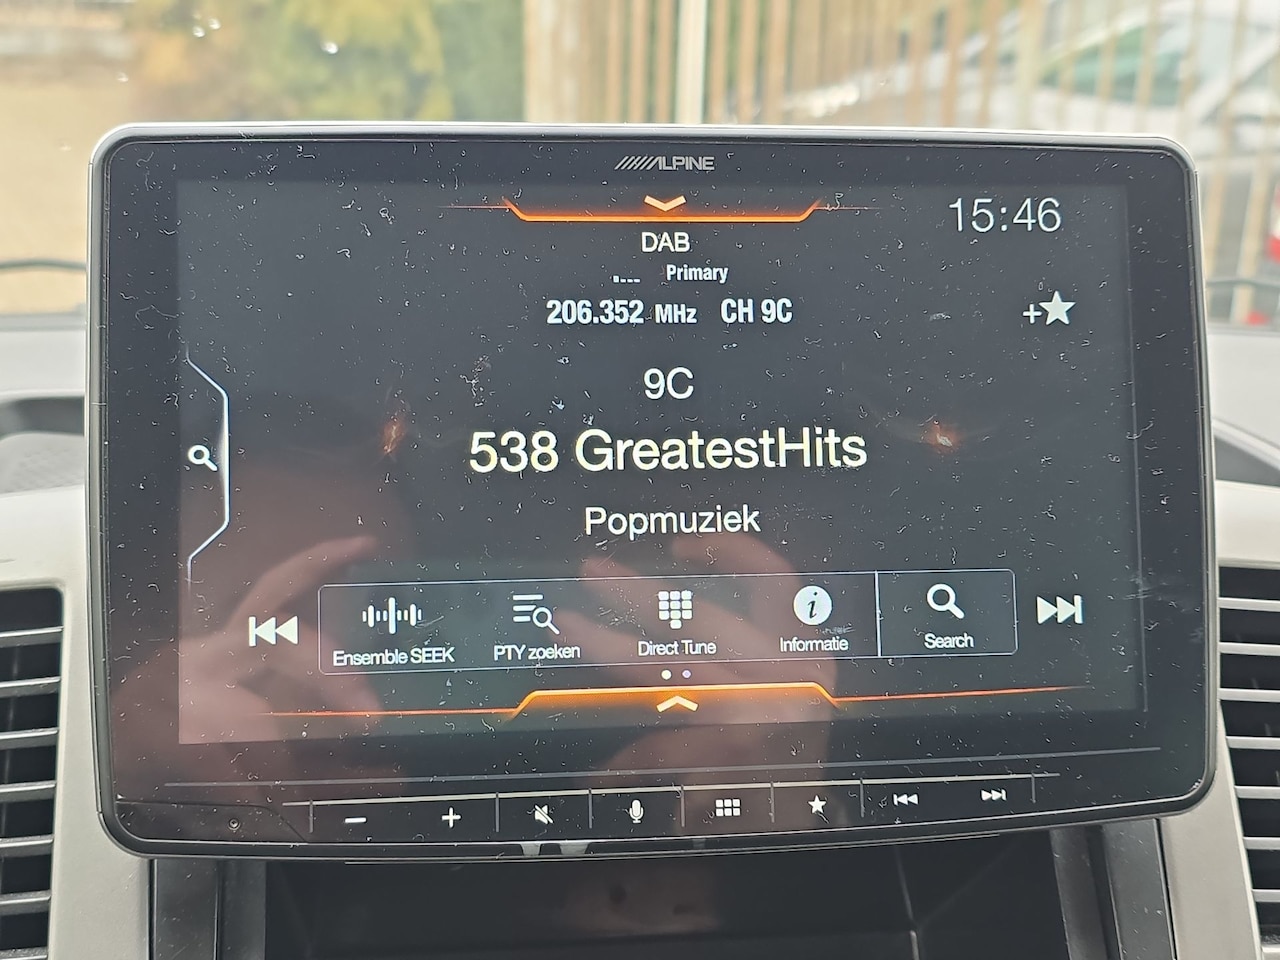 ALPINE
15:46
DAB
Primary
206.352 MHz CH 9C
9C
538 GreatestHits
Popmuziek
Ensemble SEEK
PTY zoeken
Direct Tune
Informatie
Search